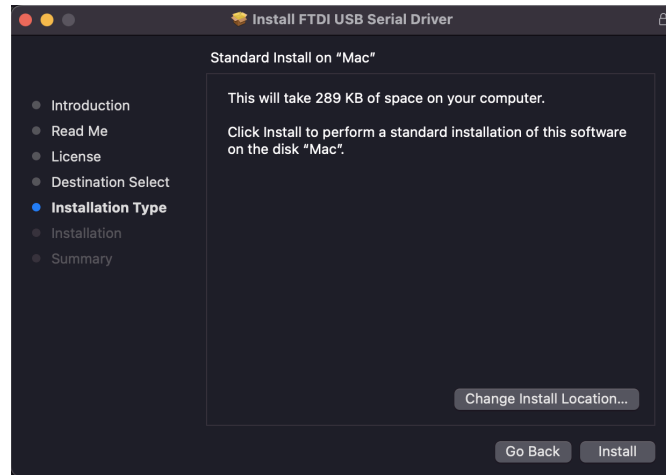 Install FTDI USB Serial Driver
Standard Install on “Mac”
Introduction
Read Me
License
Destination Select
Installation Type
Installation
Summary
This will take 289 KB of space on your computer.
Click Install to perform a standard installation of this software
on the disk “Mac”.
Change Install Location...
Go Back
Install